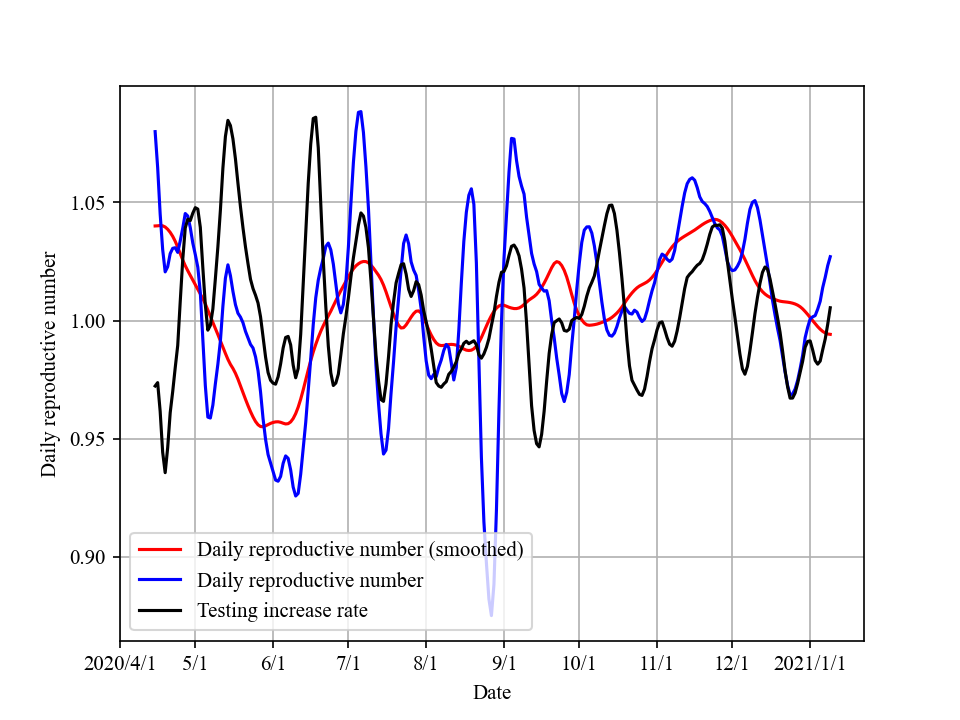 Daily reproductive number
1.05
1.00
0.95
0.90
Daily reproductive number (smoothed)
Daily reproductive number
Testing increase rate
2020/4/1 5/1 6/1 7/1 8/1 9/1 10/1 11/1 12/1 2021/1/1
Date